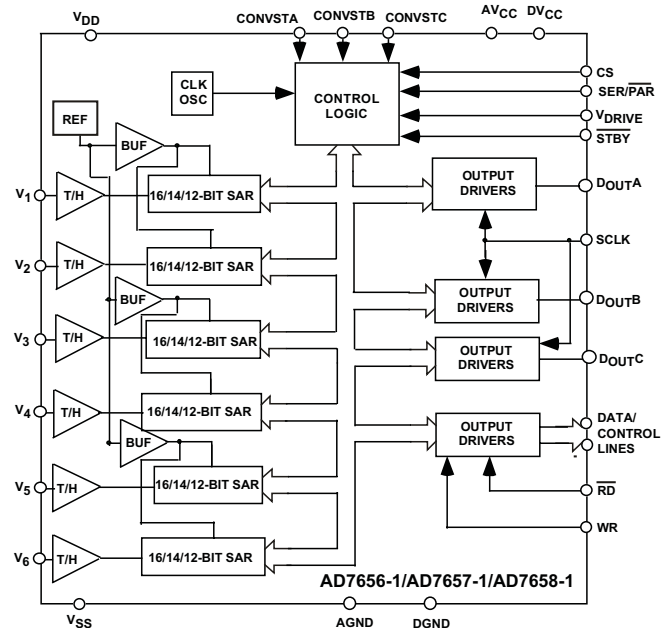 VDD
CONVSTA
CONVSTB
CONVSTC
AVCC
DVCC
CLK
OSC
CONTROL
LOGIC
CS
SER/PAR
VDRIVE
STBY
REF
BUF
V1
T/H
16/14/12-BIT SAR
OUTPUT
DRIVERS
DOUTA
SCLK
V2
T/H
16/14/12-BIT SAR
BUF
OUTPUT
DRIVERS
DOUTB
V3
T/H
16/14/12-BIT SAR
OUTPUT
DRIVERS
DOUTC
V4
T/H
16/14/12-BIT SAR
BUF
OUTPUT
DRIVERS
DATA/
CONTROL
LINES
V5
T/H
16/14/12-BIT SAR
RD
WR
V6
T/H
16/14/12-BIT SAR
AD7656-1/AD7657-1/AD7658-1
VSS
AGND
DGND